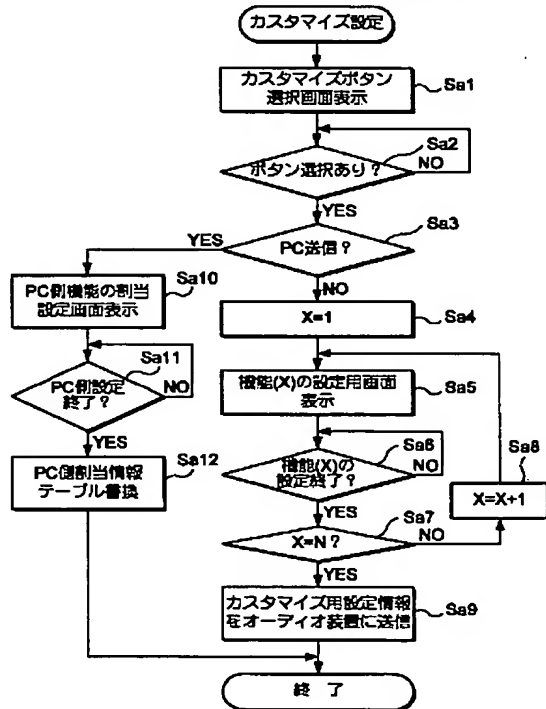 カスタマイズ設定
カスタマイズボタン
選択画面表示
Sa1
ボタン選択あり？
Sa2
NO
YES
PC送信？
Sa3
YES
NO
X=1
Sa4
機能(X)の設定用画面
表示
Sa5
機能(X)の
設定終了？
Sa6
NO
YES
X=N？
Sa7
NO
YES
X=X+1
Sa8
カスタマイズ用設定情報
をオーディオ装置に送信
Sa9
PC側機能の割当
設定画面表示
Sa10
PC側設定
終了？
Sa11
NO
YES
PC側割当情報
テーブル書換
Sa12
終 了